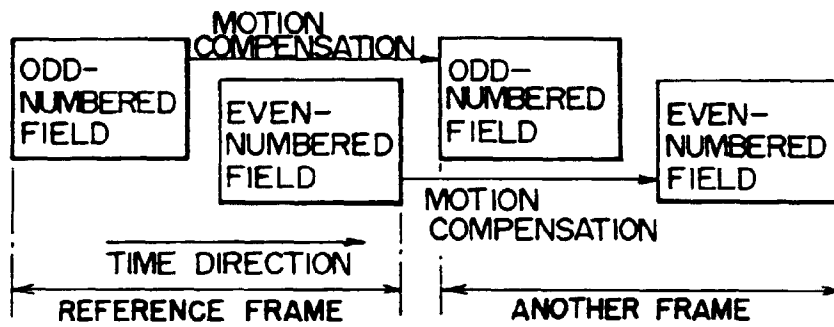 MOTION
COMPENSATION
ODD-
NUMBERED
FIELD
EVEN-
NUMBERED
FIELD
ODD-
NUMBERED
FIELD
EVEN-
NUMBERED
FIELD
MOTION
COMPENSATION
TIME DIRECTION
REFERENCE FRAME
ANOTHER FRAME